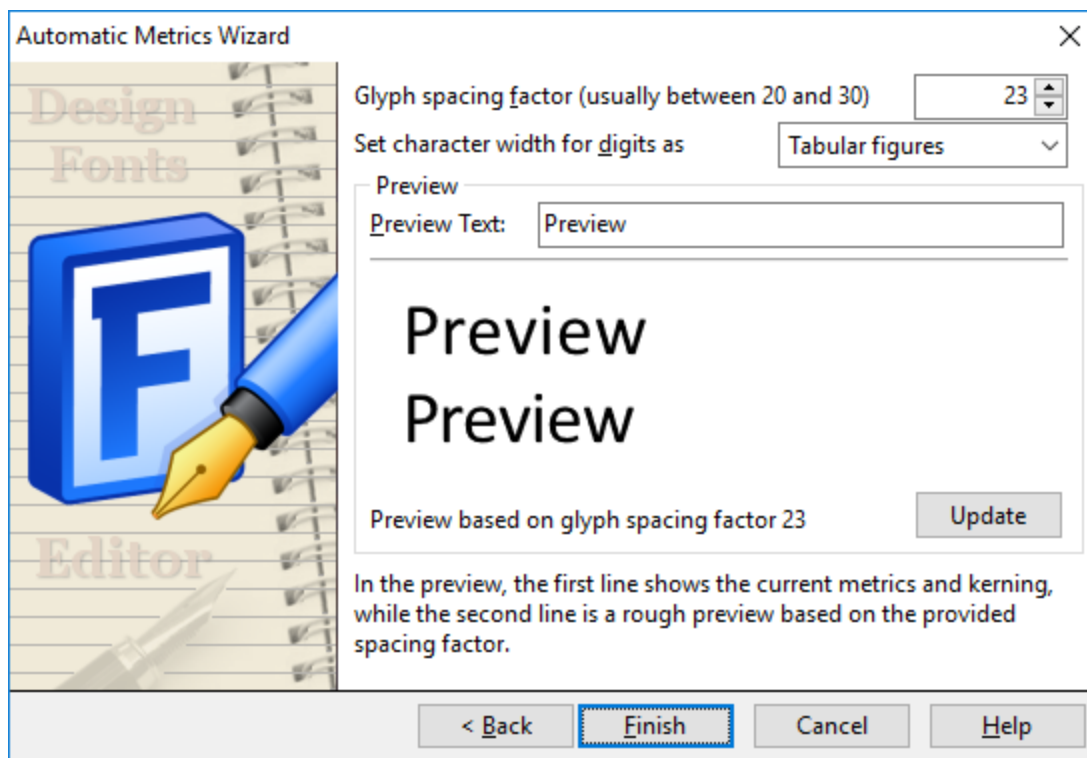 Automatic Metrics Wizard
Design
Fonts
F
Editor
Glyph spacing factor (usually between 20 and 30) 23
Set character width for digits as Tabular figures
Preview
Preview Text: Preview
Preview
Preview
Preview based on glyph spacing factor 23 Update
In the preview, the first line shows the current metrics and kerning,
while the second line is a rough preview based on the provided
spacing factor.
< Back Finish Cancel Help